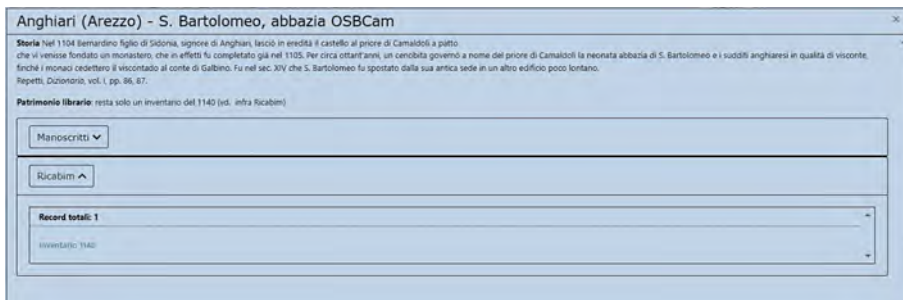 Anghiari (Arezzo) - S. Bartolomeo, abbazia OSBCam
Storia Nel 1104 Bernardino figlio di Sidonia, signore di Anghiari, lasciò in eredità il castello al priore di Camaldoli a patto
che vi venisse fondato un monastero, che in effetti fu completato già nel 1105. Per circa ottant'anni, un cenobita governò a nome del priore di Camaldoli la neonata abbazia di S. Bartolomeo e i sudditi anghiaresi in qualità di visconte,
finché i monaci cedettero il viscontado al conte di Galbino. Fu nel sec. XIV che S. Bartolomeo fu spostato dalla sua antica sede in un altro edificio poco lontano.
Repetti, Dizionario, vol. I, pp. 86, 87.
Patrimonio librario: resta solo un inventario del 1140 (vd. infra Ricabim)
Manoscritti
Ricabim
Record totali: 1
Inventario 1140